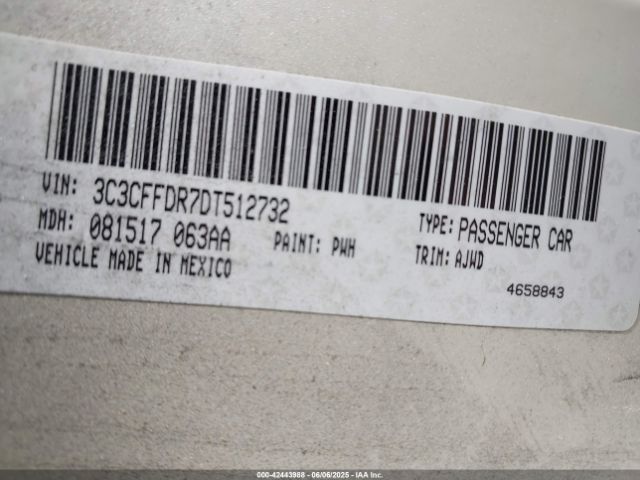 VIN: 3C3CFFDR7DT512732 TYPE: PASSENGER CAR
MDH: 081517 063AA PAINT: PWH TRIM: AJWD
VEHICLE MADE IN MEXICO 4658843
000-42443988 - 06/06/2025 - IAA Inc.